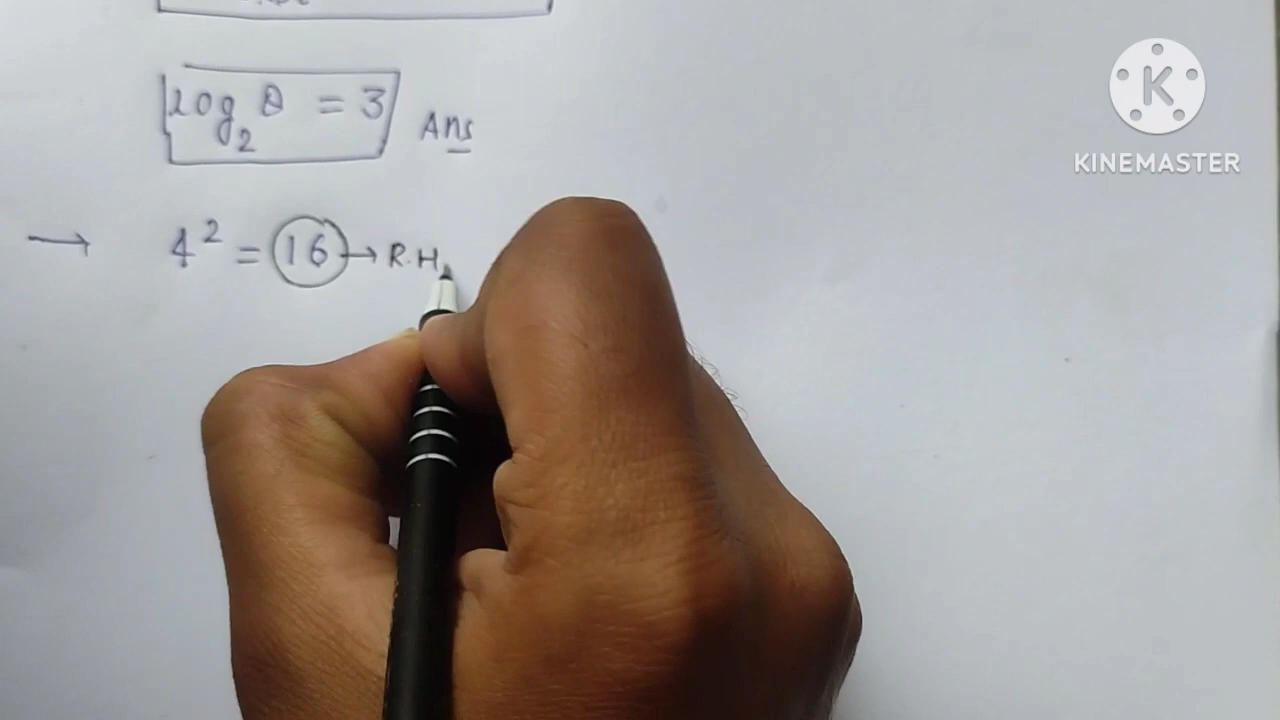 log₂ 8 = 3 Ans
→ 4² = 16 → R.H.
K
KINEMASTER